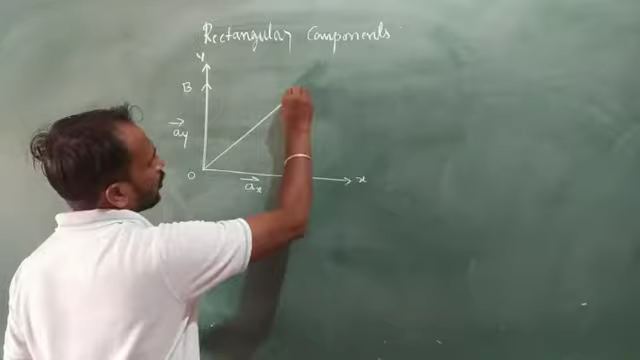 Rectangular Components
y
B
→
ay
O
→
ax
x